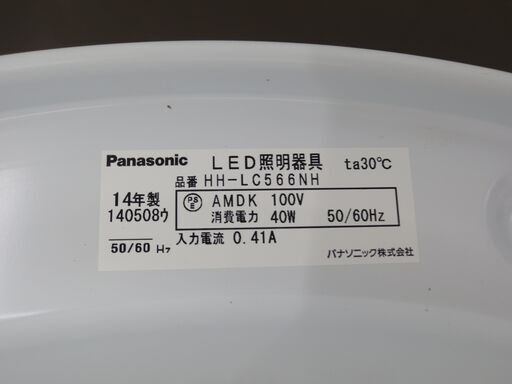 Panasonic LED照明器具 ta30℃
品番 HH-LC566NH
14年製
140508ウ
PSE AMDK 100V
消費電力 40W 50/60Hz
50/60 Hz 入力電流 0.41A
パナソニック株式会社